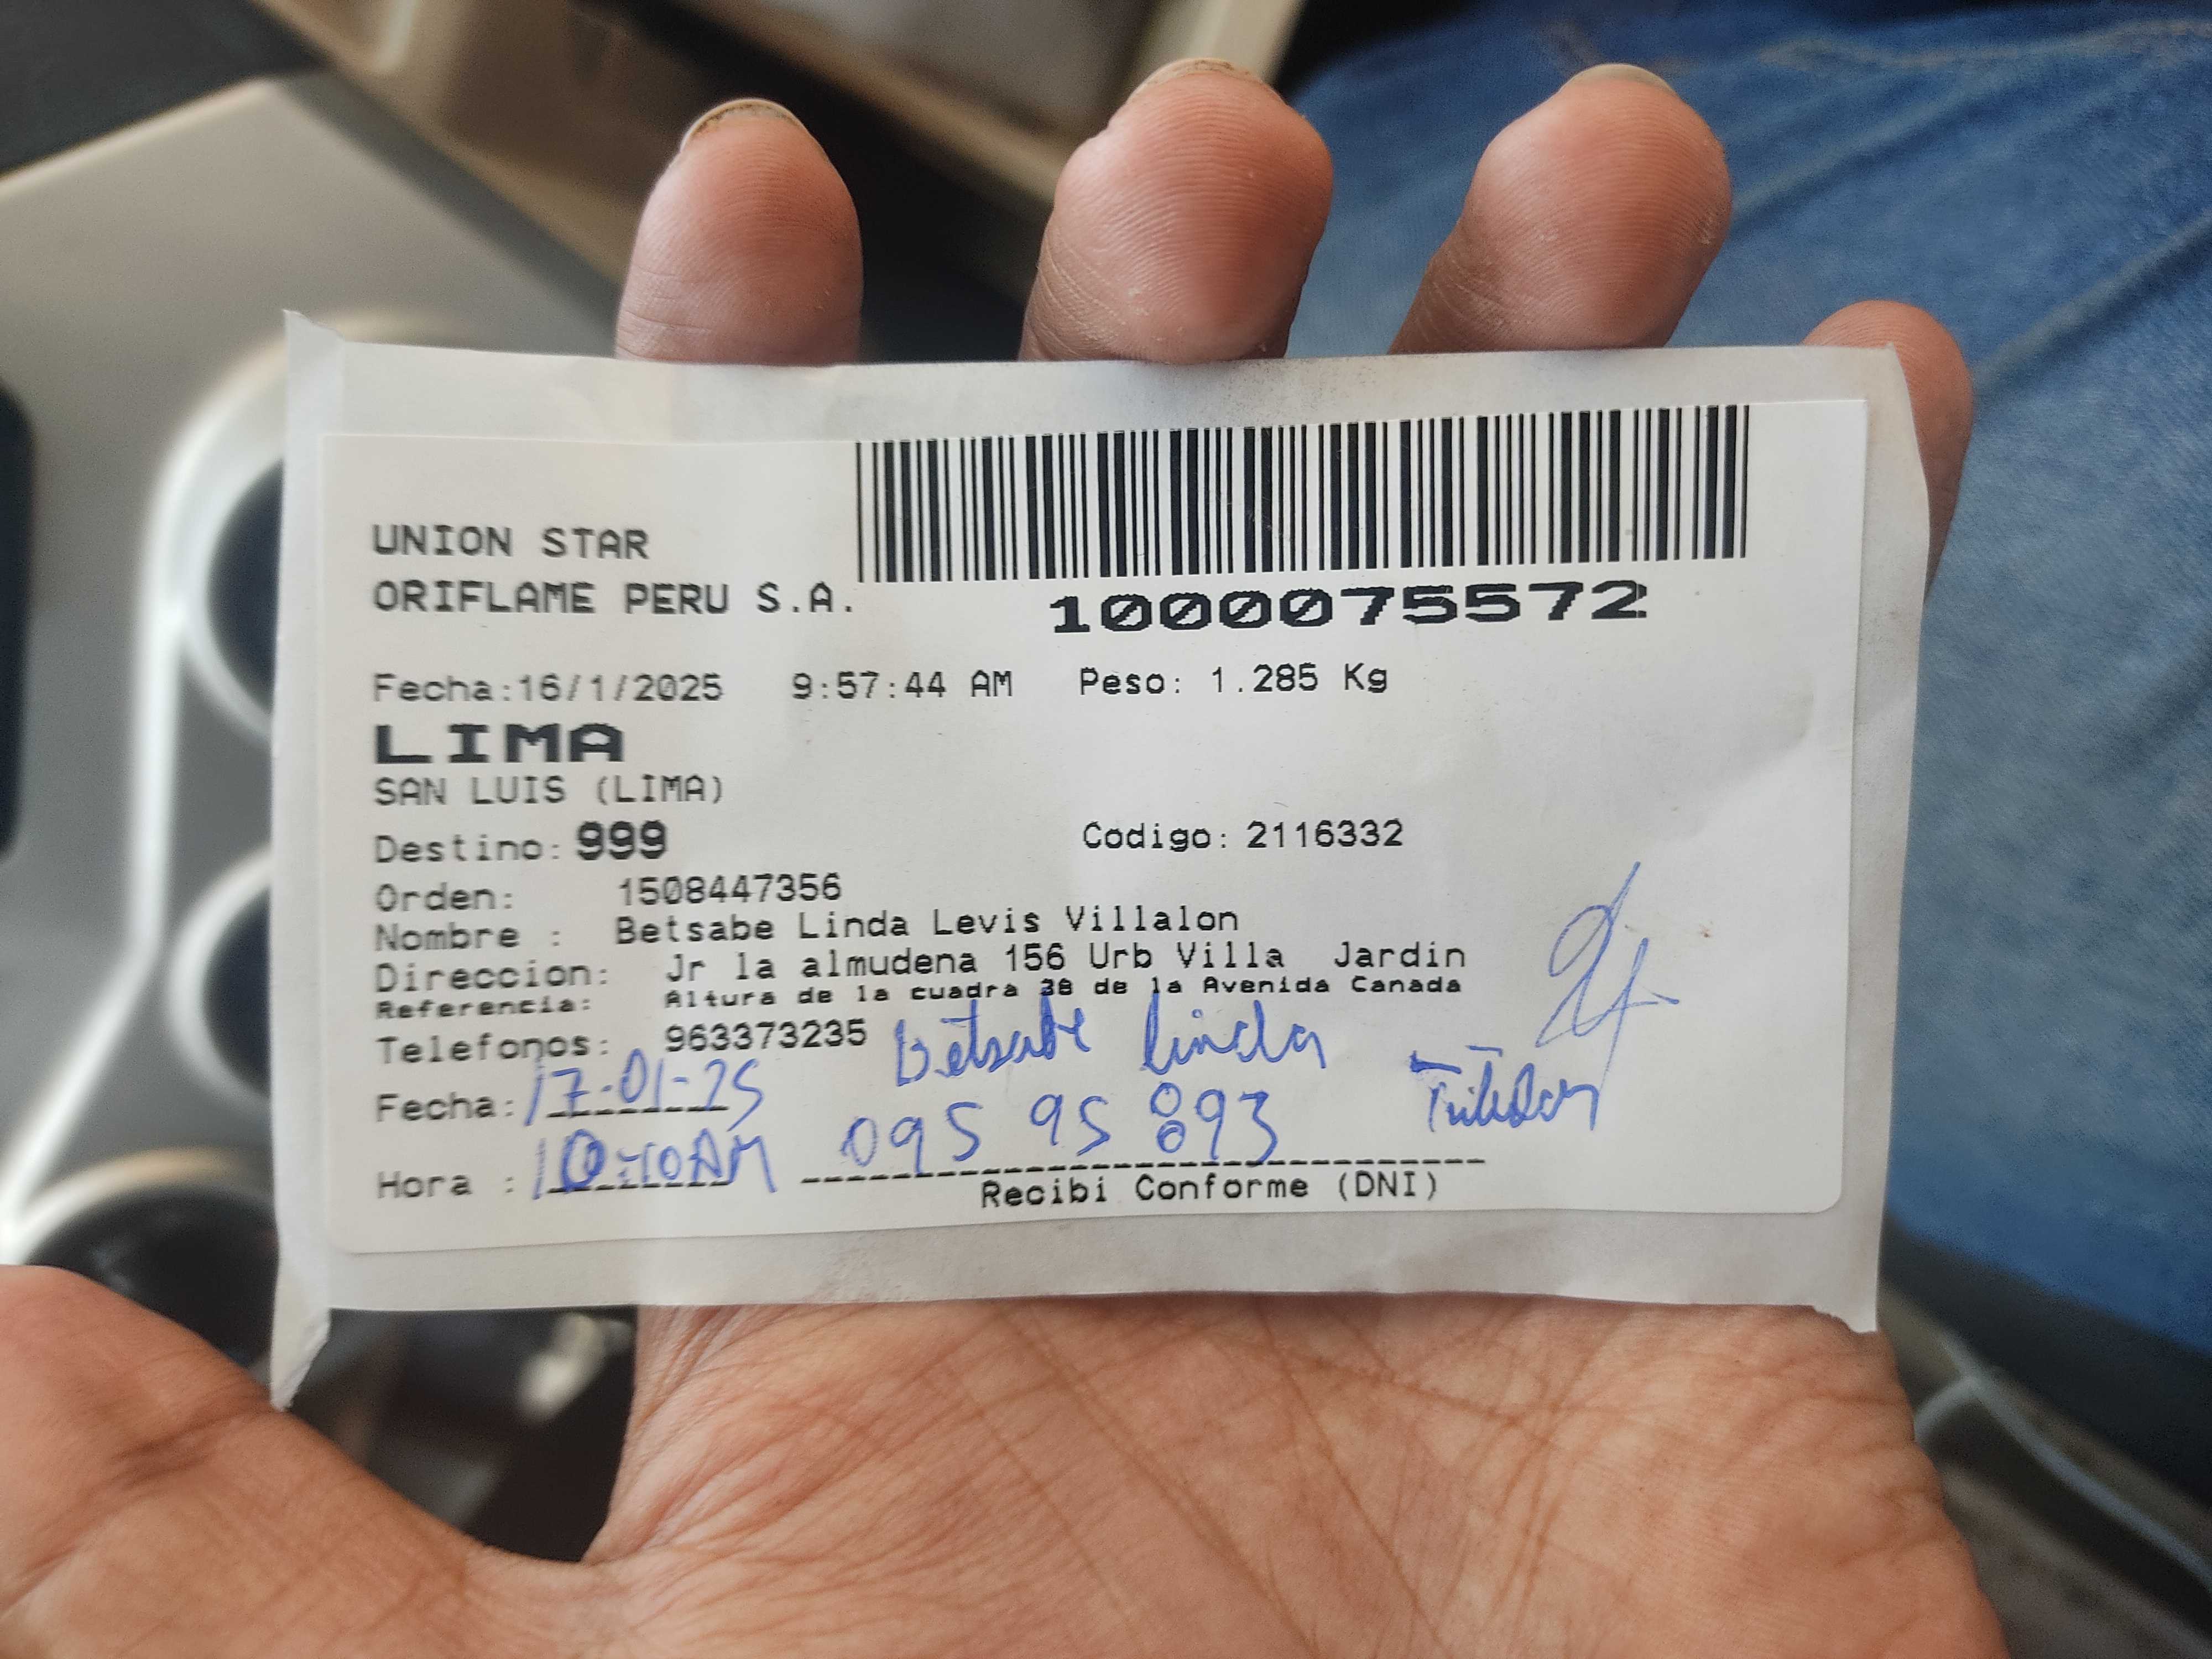 UNION STAR
ORIFLAME PERU S.A.
1000075572
Fecha:16/1/2025 9:57:44 AM Peso: 1.285 Kg
LIMA
SAN LUIS (LIMA)
Destino: 999 Codigo: 2116332
Orden: 1508447356
Nombre : Betsabe Linda Levis Villalon
Direccion: Jr la almudena 156 Urb Villa Jardin
Referencia: Altura de la cuadra 38 de la Avenida Canada
Telefonos: 963373235 Betsabe linda
Fecha: 17-01-25 Titular
Hora : 10:10AM 095 95 893
Recibi Conforme (DNI)